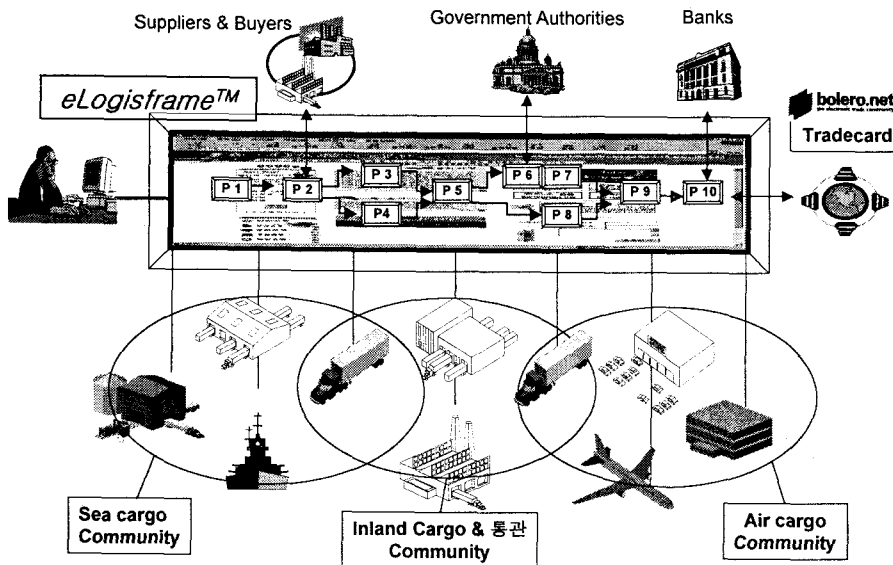 Suppliers & Buyers
Government Authorities
Banks
eLogisframe™
bolero.net
Tradecard
P 1
P 2
P 3
P4
P 5
P 6
P 7
P 8
P 9
P 10
Sea cargo
Community
Inland Cargo & 통관
Community
Air cargo
Community